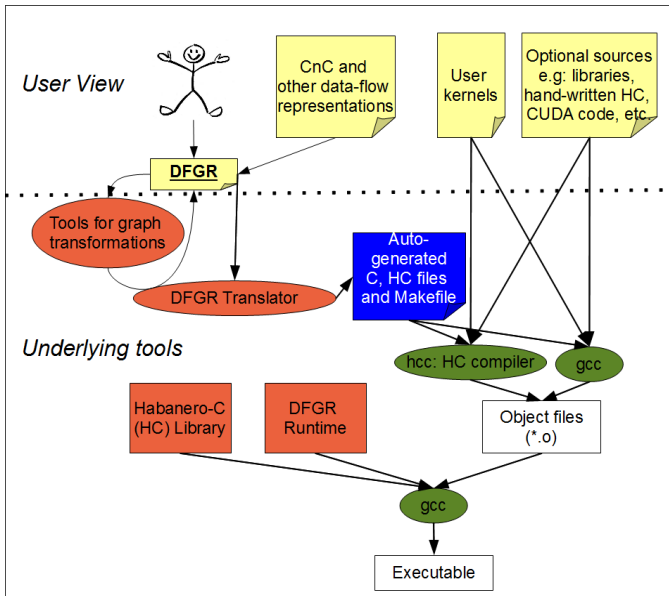 User View
CnC and
other data-flow
representations
User
kernels
Optional sources
e.g: libraries,
hand-written HC,
CUDA code, etc.
DFGR
Tools for graph
transformations
DFGR Translator
Auto-
generated
C, HC files
and Makefile
Underlying tools
hcc: HC compiler
gcc
Habanero-C
(HC) Library
DFGR
Runtime
Object files
(*.o)
gcc
Executable